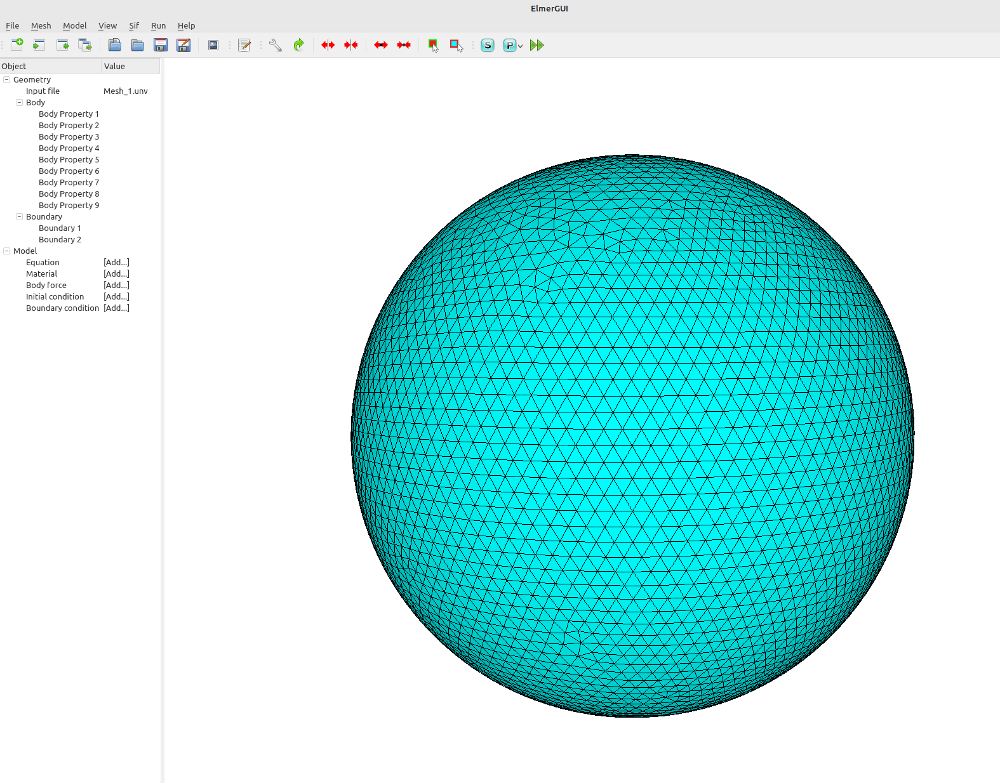 ElmerGUI
File Mesh Model View Sif Run Help
S P
Object Value
Geometry
Input file Mesh_1.unv
Body
Body Property 1
Body Property 2
Body Property 3
Body Property 4
Body Property 5
Body Property 6
Body Property 7
Body Property 8
Body Property 9
Boundary
Boundary 1
Boundary 2
Model
Equation [Add...]
Material [Add...]
Body force [Add...]
Initial condition [Add...]
Boundary condition [Add...]